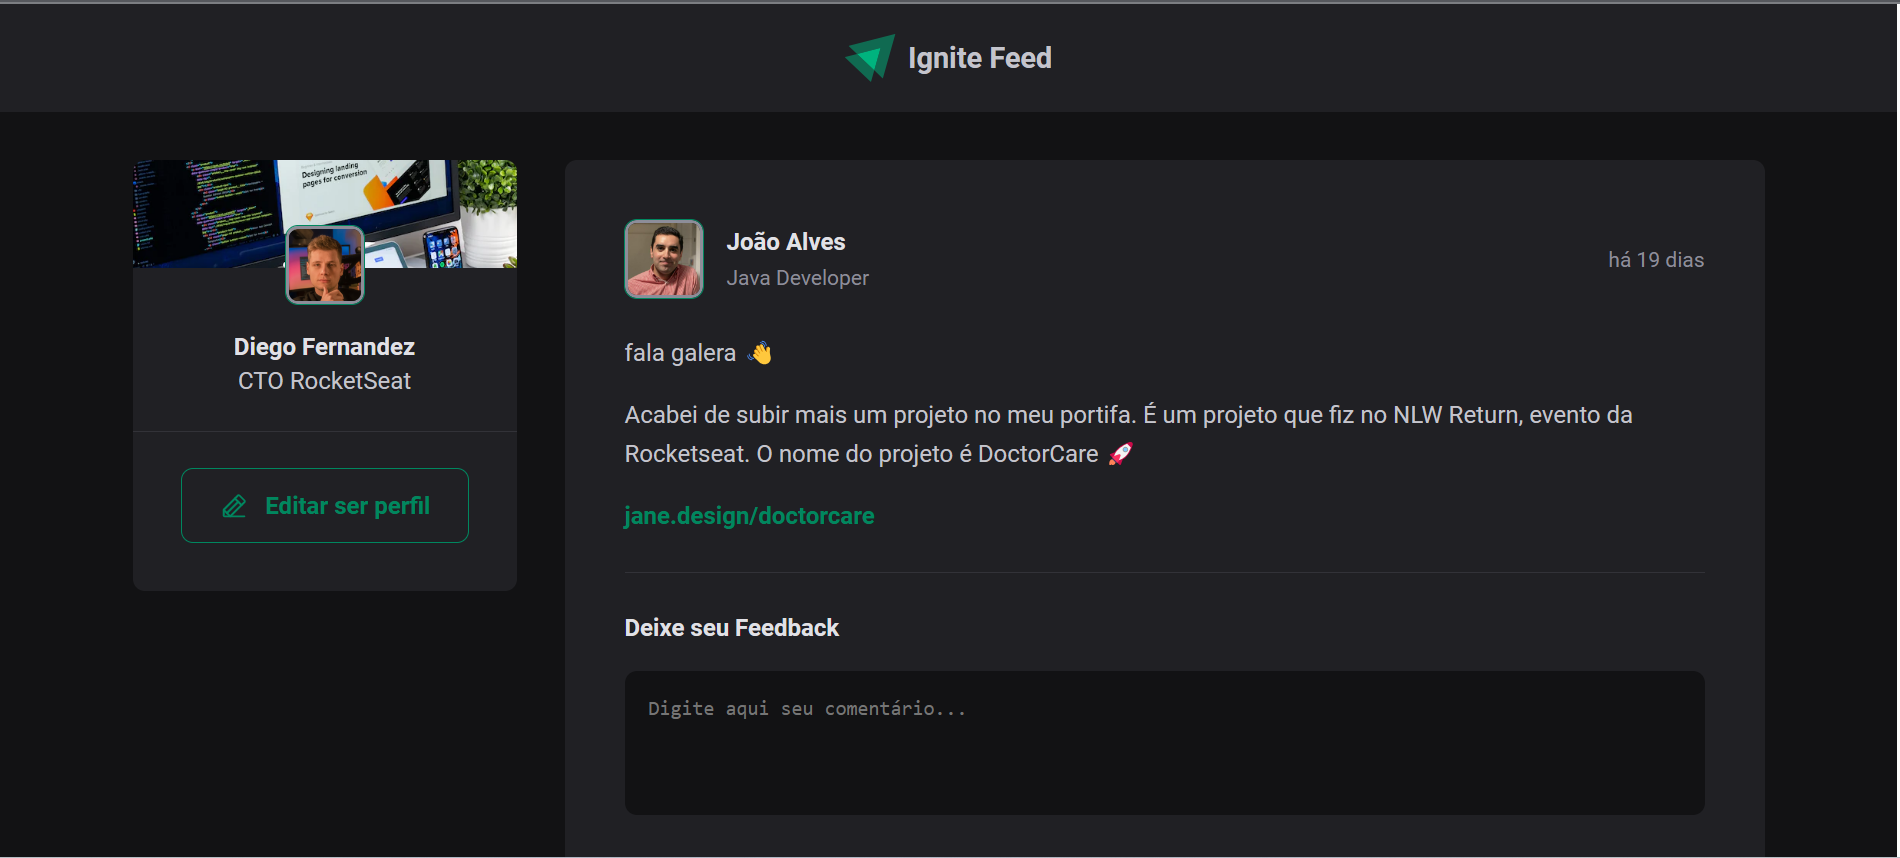 Ignite Feed
Designing landing
pages for conversion
Diego Fernandez
CTO RocketSeat
Editar ser perfil
João Alves
Java Developer
há 19 dias
fala galera 👋
Acabei de subir mais um projeto no meu portifa. É um projeto que fiz no NLW Return, evento da
Rocketseat. O nome do projeto é DoctorCare 🚀
jane.design/doctorcare
Deixe seu Feedback
Digite aqui seu comentário...